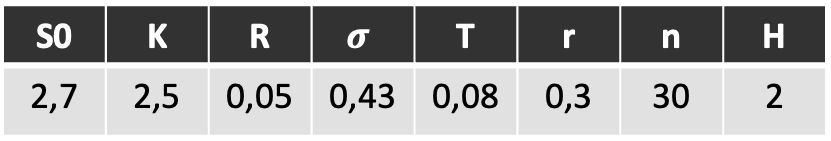 S0 K R σ T r n H
2,7 2,5 0,05 0,43 0,08 0,3 30 2